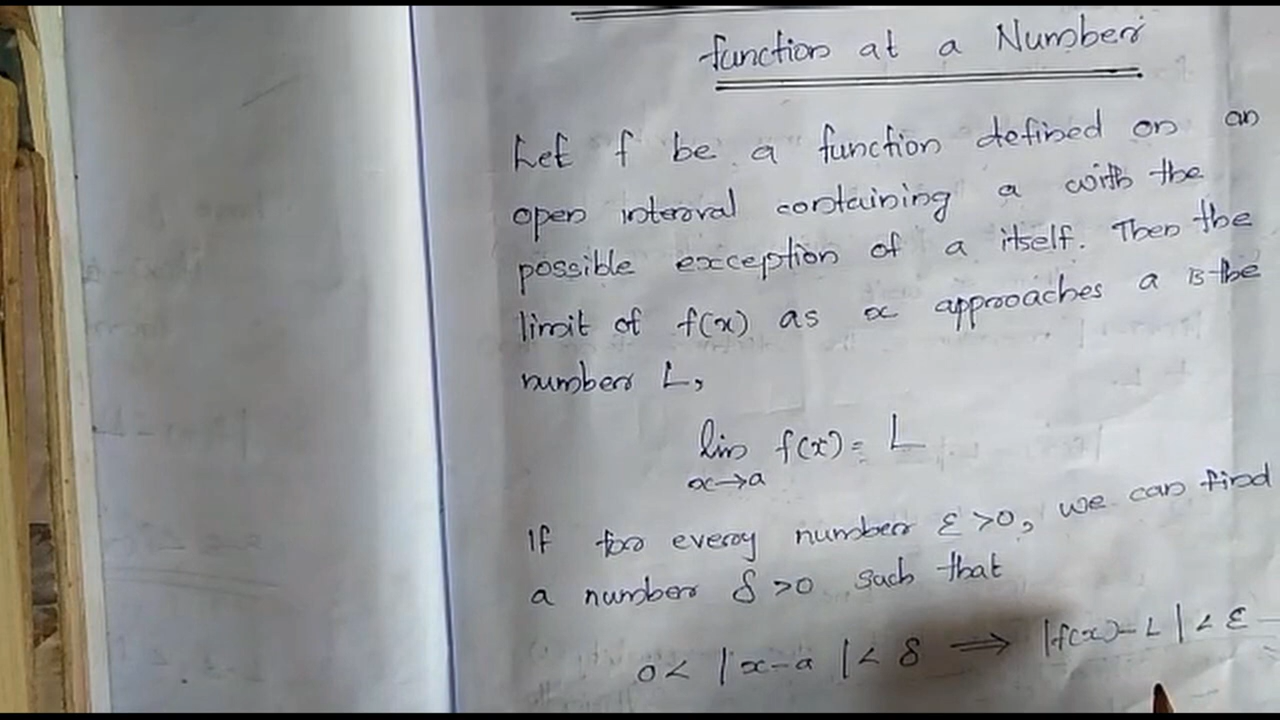 function at a Number
Let f be a function defined on an
open interval containing a with the
possible exception of a itself. Then the
limit of f(x) as x approaches a is the
number L,
lim f(x) = L
x→a
If for every number ε >0, we can find
a number δ >0 such that
0 < |x-a| < δ ⟹ |f(x)-L| < ε